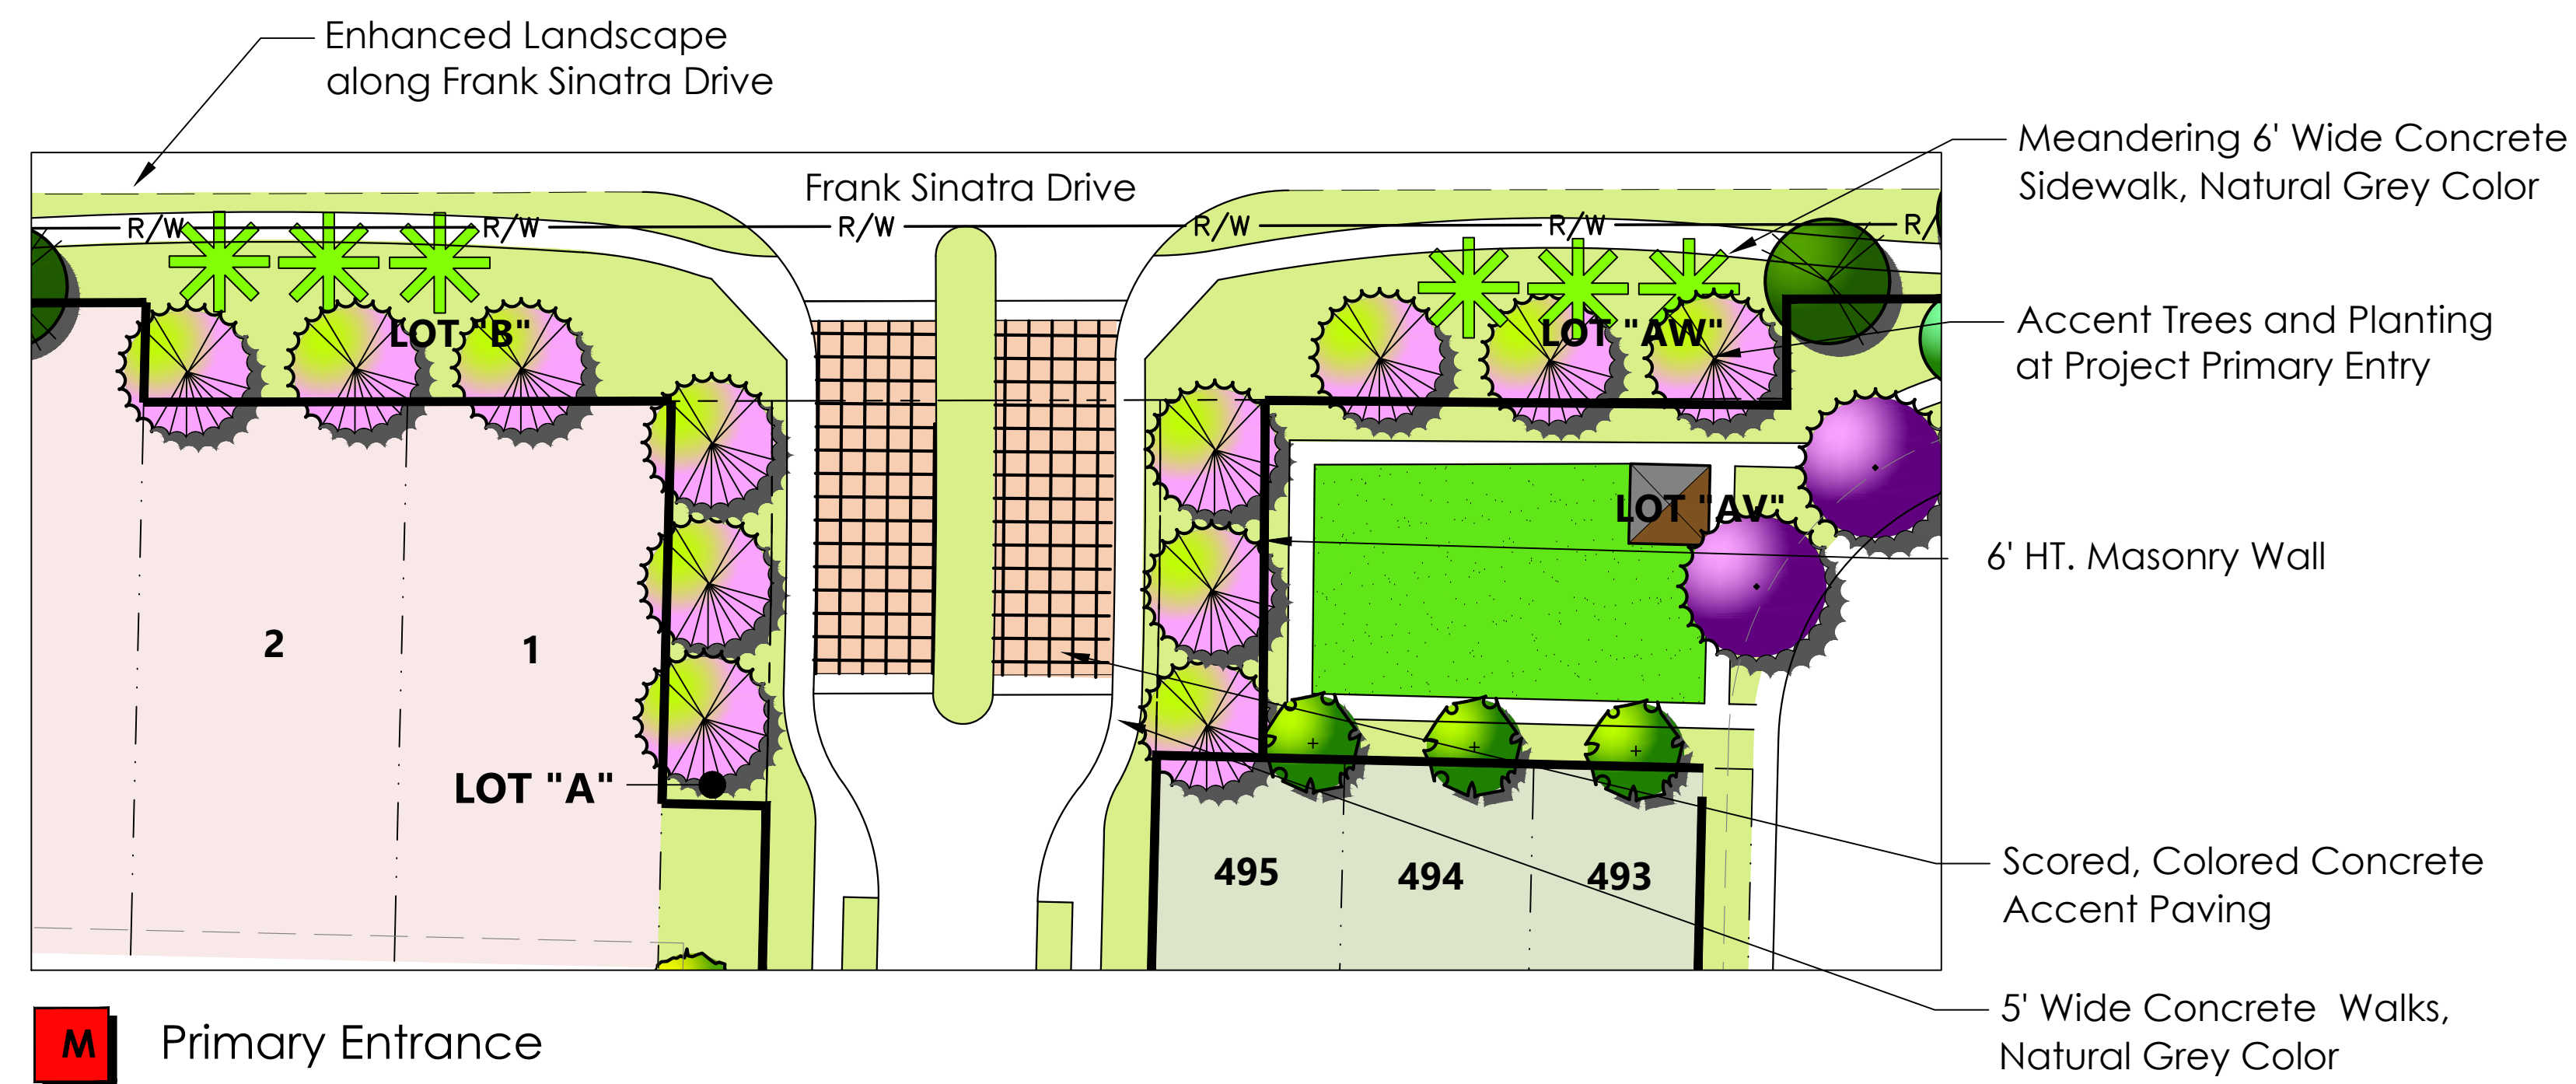 Enhanced Landscape
along Frank Sinatra Drive
Meandering 6' Wide Concrete
Sidewalk, Natural Grey Color
Frank Sinatra Drive
R/W R/W R/W R/W R/W R/
Accent Trees and Planting
at Project Primary Entry
LOT "B"
LOT "AW"
LOT "AV"
6' HT. Masonry Wall
2
1
LOT "A"
495
494
493
Scored, Colored Concrete
Accent Paving
5' Wide Concrete Walks,
Natural Grey Color
M Primary Entrance